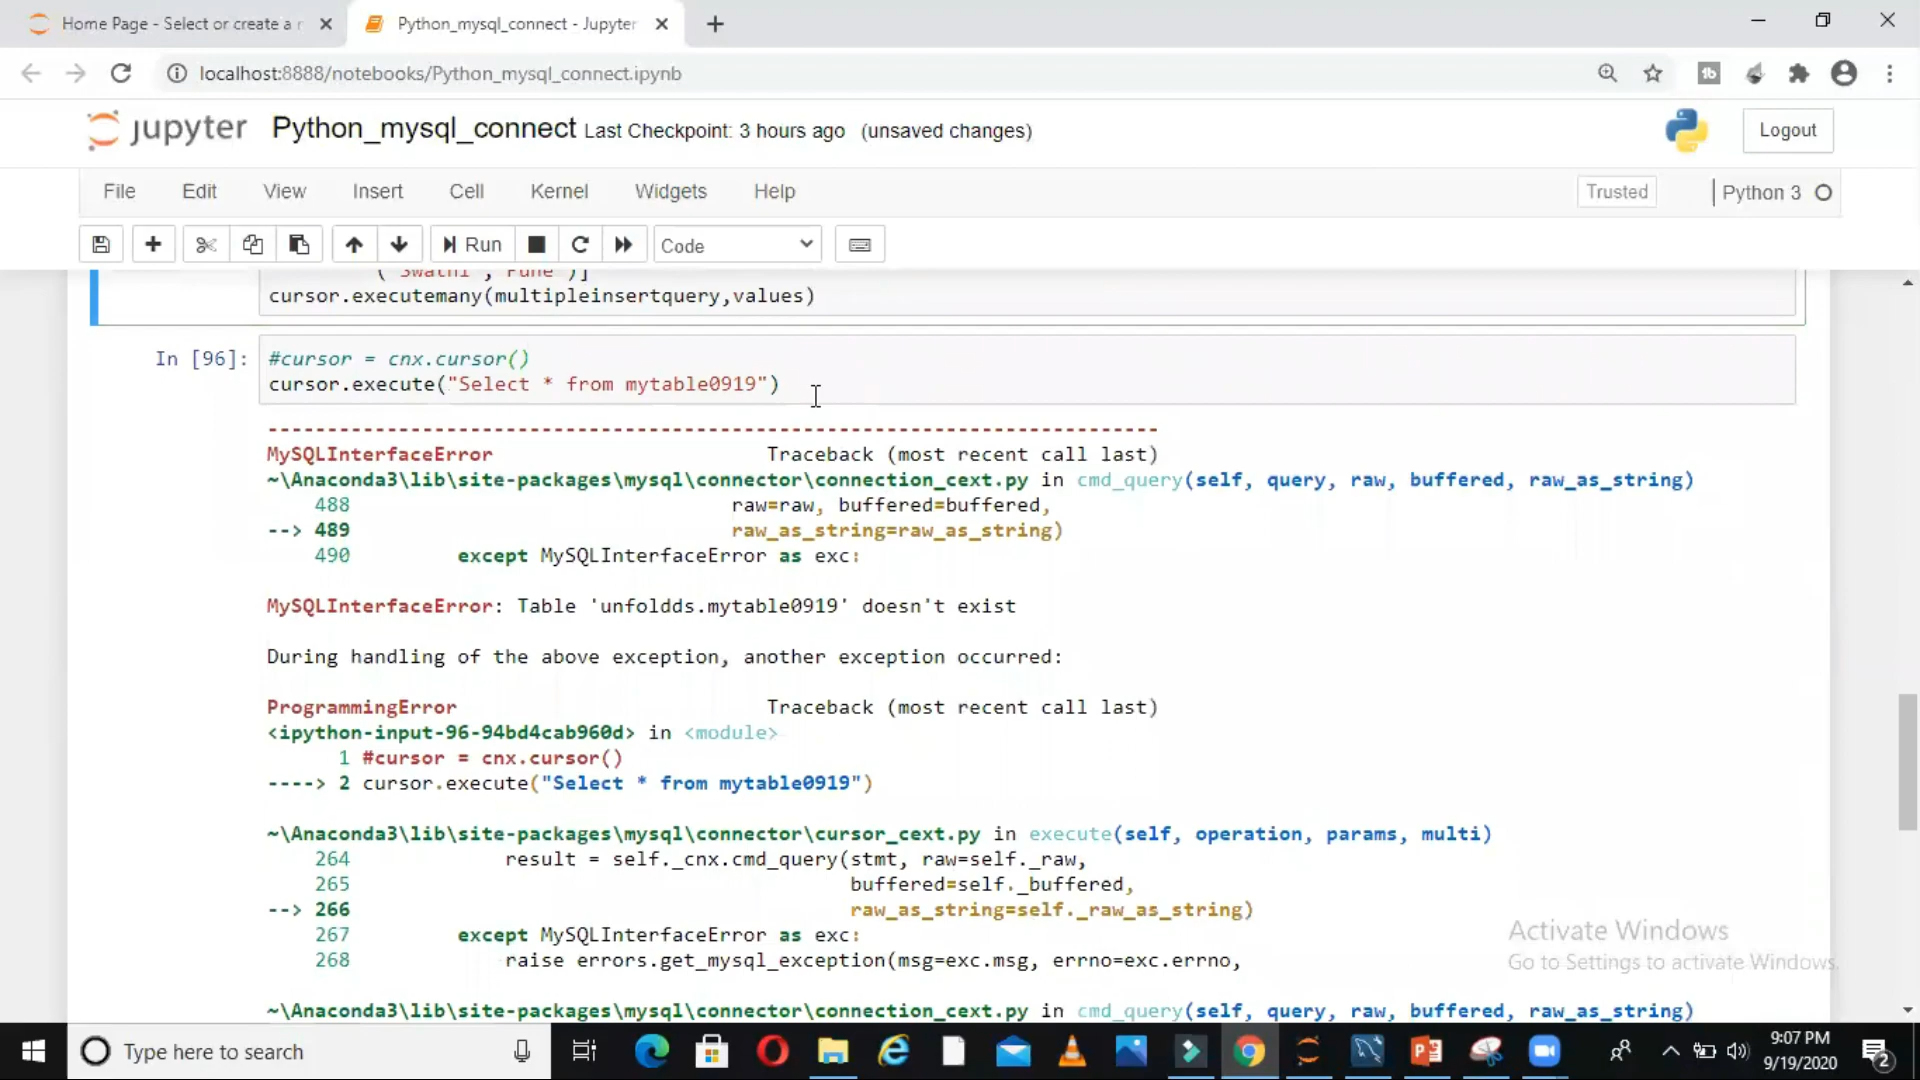 Home Page - Select or create a n
Python_mysql_connect - Jupyter
localhost:8888/notebooks/Python_mysql_connect.ipynb
jupyter Python_mysql_connect Last Checkpoint: 3 hours ago (unsaved changes)
Logout
File Edit View Insert Cell Kernel Widgets Help
Trusted
Python 3
Run
Code
("Swathi","Pune")]
cursor.executemany(multipleinsertquery,values)
In [96]: #cursor = cnx.cursor()
cursor.execute("Select * from mytable0919")
---------------------------------------------------------------------------
MySQLInterfaceError Traceback (most recent call last)
~\Anaconda3\lib\site-packages\mysql\connector\connection_cext.py in cmd_query(self, query, raw, buffered, raw_as_string)
488 raw=raw, buffered=buffered,
--> 489 raw_as_string=raw_as_string)
490 except MySQLInterfaceError as exc:
MySQLInterfaceError: Table 'unfoldds.mytable0919' doesn't exist
During handling of the above exception, another exception occurred:
ProgrammingError Traceback (most recent call last)
<ipython-input-96-94bd4cab960d> in <module>
1 #cursor = cnx.cursor()
----> 2 cursor.execute("Select * from mytable0919")
~\Anaconda3\lib\site-packages\mysql\connector\cursor_cext.py in execute(self, operation, params, multi)
264 result = self._cnx.cmd_query(stmt, raw=self._raw,
265 buffered=self._buffered,
--> 266 raw_as_string=self._raw_as_string)
267 except MySQLInterfaceError as exc:
268 raise errors.get_mysql_exception(msg=exc.msg, errno=exc.errno,
~\Anaconda3\lib\site-packages\mysql\connector\connection_cext.py in cmd_query(self, query, raw, buffered, raw_as_string)
Activate Windows
Go to Settings to activate Windows.
Type here to search
9:07 PM
9/19/2020
2